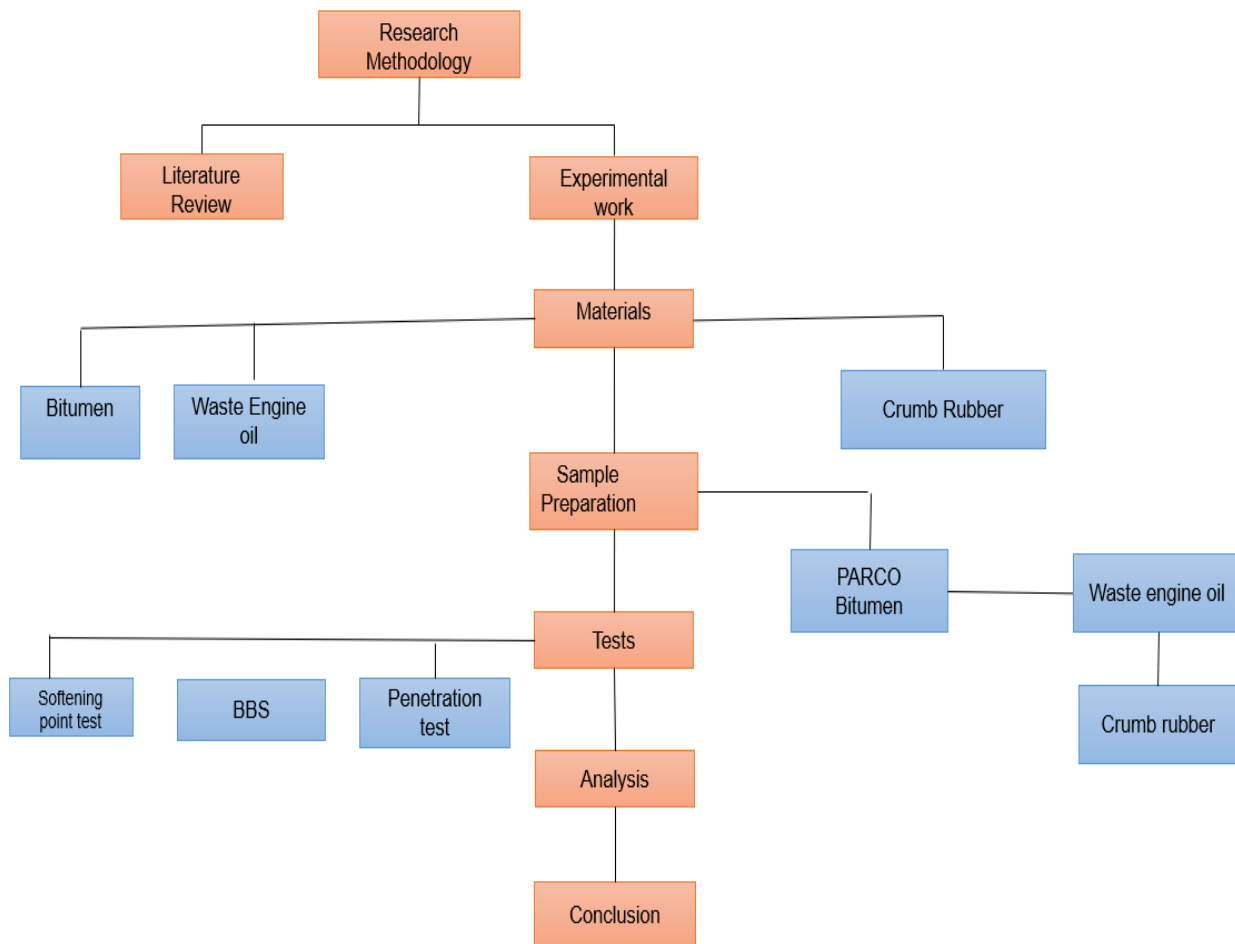 Research
Methodology
Literature
Review
Experimental
work
Materials
Bitumen
Waste Engine
oil
Crumb Rubber
Sample
Preparation
PARCO
Bitumen
Waste engine oil
Tests
Softening
point test
BBS
Penetration
test
Crumb rubber
Analysis
Conclusion